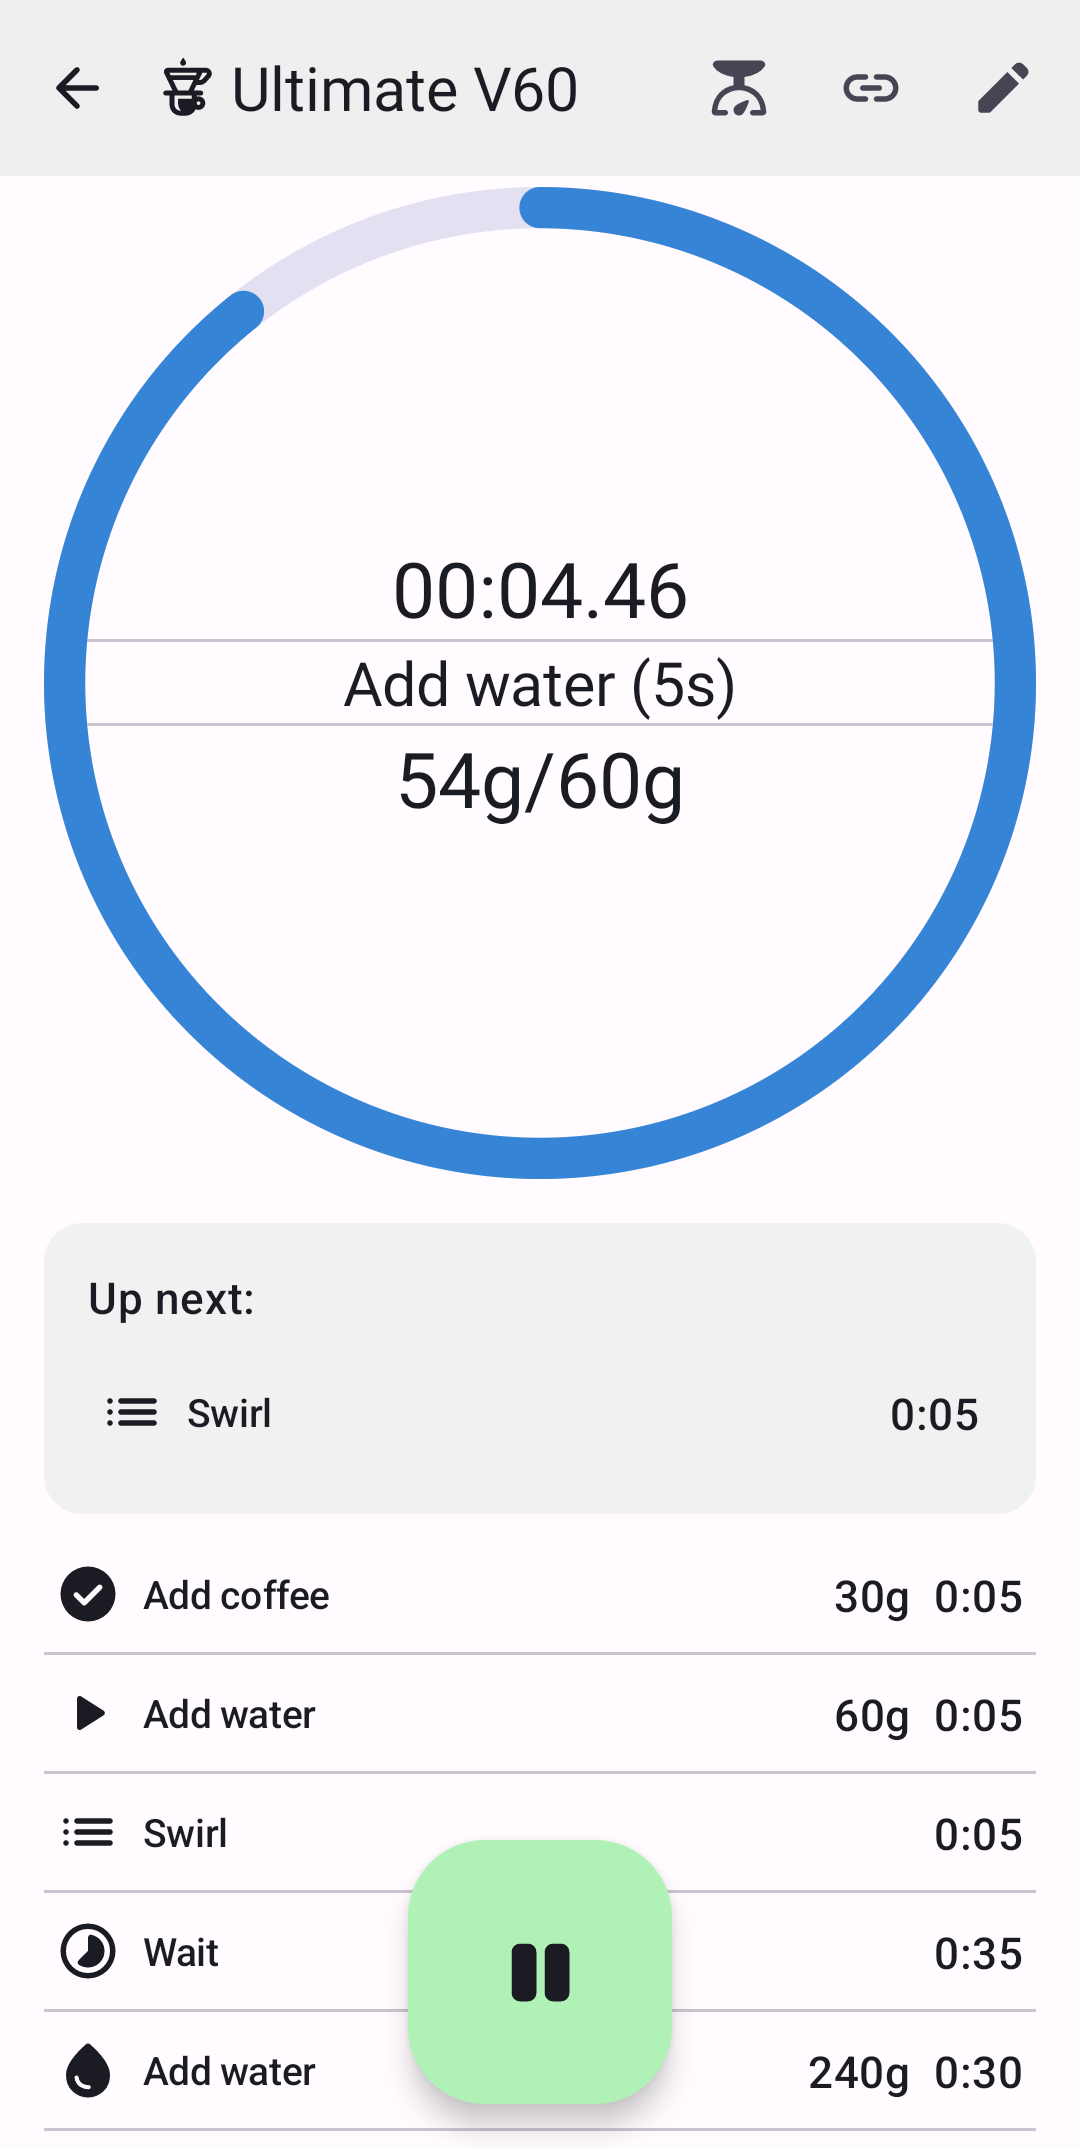 Ultimate V60
00:04.46
Add water (5s)
54g/60g
Up next:
Swirl 0:05
Add coffee 30g 0:05
Add water 60g 0:05
Swirl 0:05
Wait 0:35
Add water 240g 0:30